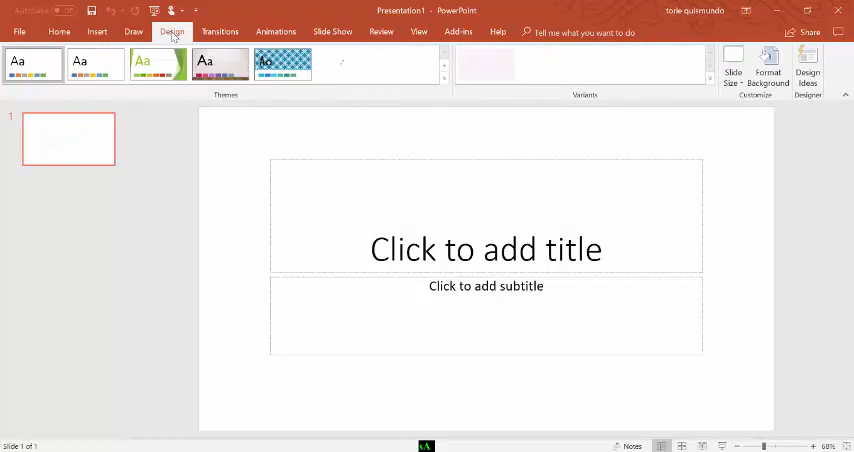 AutoSave Off
Presentation1 - PowerPoint
torie quismundo
File Home Insert Draw Design Transitions Animations Slide Show Review View Add-ins Help Tell me what you want to do Share
Aa Aa Aa Aa Aa
Slide Size
Format Background
Design Ideas
Themes Variants Customize Designer
1
Click to add title
Click to add subtitle
Slide 1 of 1 sA Notes 68%